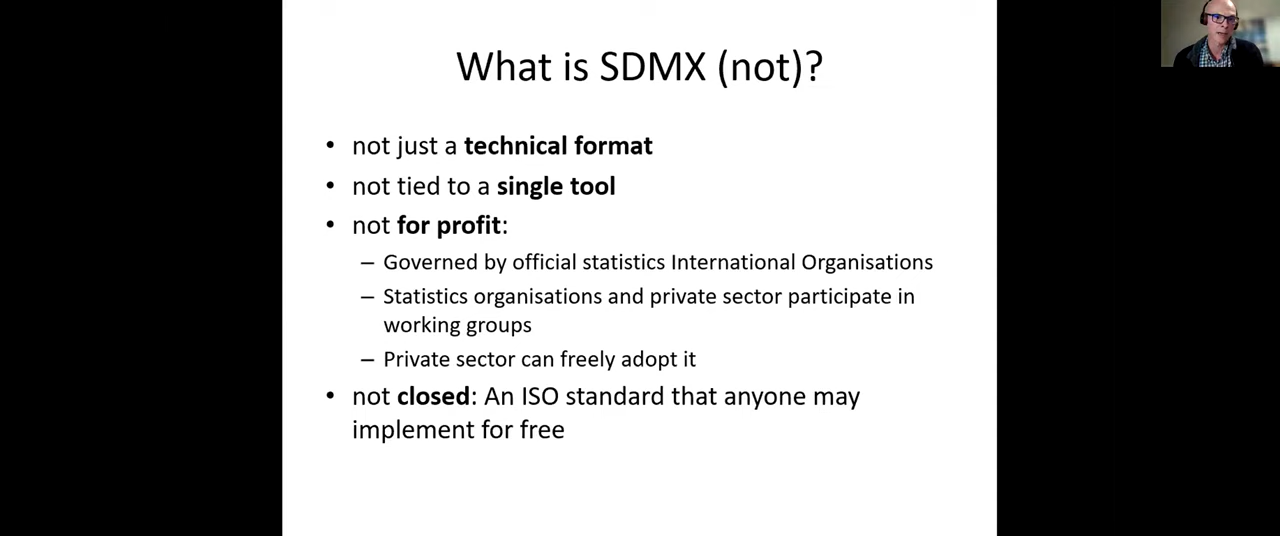 What is SDMX (not)?
• not just a technical format
• not tied to a single tool
• not for profit:
– Governed by official statistics International Organisations
– Statistics organisations and private sector participate in
working groups
– Private sector can freely adopt it
• not closed: An ISO standard that anyone may
implement for free